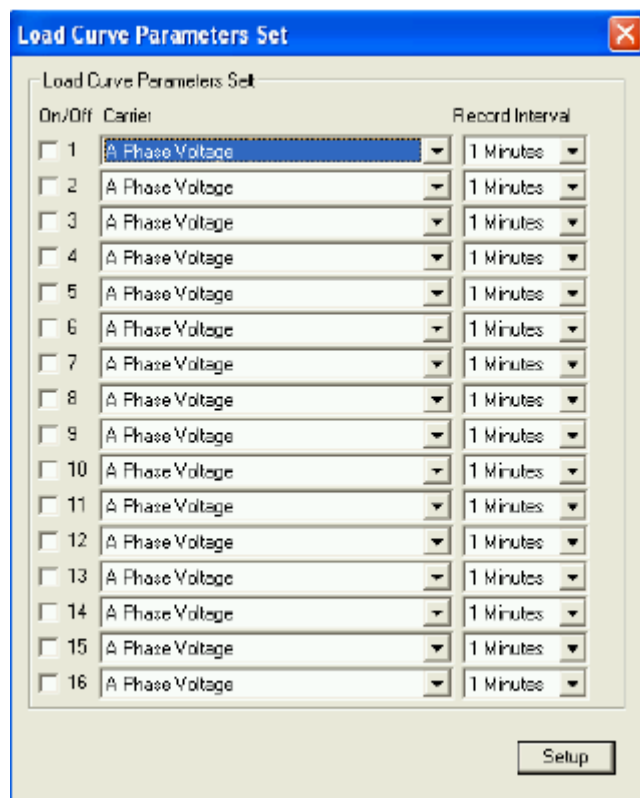 Load Curve Parameters Set
Load Curve Parameters Set
On/Off Carrier Record Interval
1 A Phase Voltage 1 Minutes
2 A Phase Voltage 1 Minutes
3 A Phase Voltage 1 Minutes
4 A Phase Voltage 1 Minutes
5 A Phase Voltage 1 Minutes
6 A Phase Voltage 1 Minutes
7 A Phase Voltage 1 Minutes
8 A Phase Voltage 1 Minutes
9 A Phase Voltage 1 Minutes
10 A Phase Voltage 1 Minutes
11 A Phase Voltage 1 Minutes
12 A Phase Voltage 1 Minutes
13 A Phase Voltage 1 Minutes
14 A Phase Voltage 1 Minutes
15 A Phase Voltage 1 Minutes
16 A Phase Voltage 1 Minutes
Setup